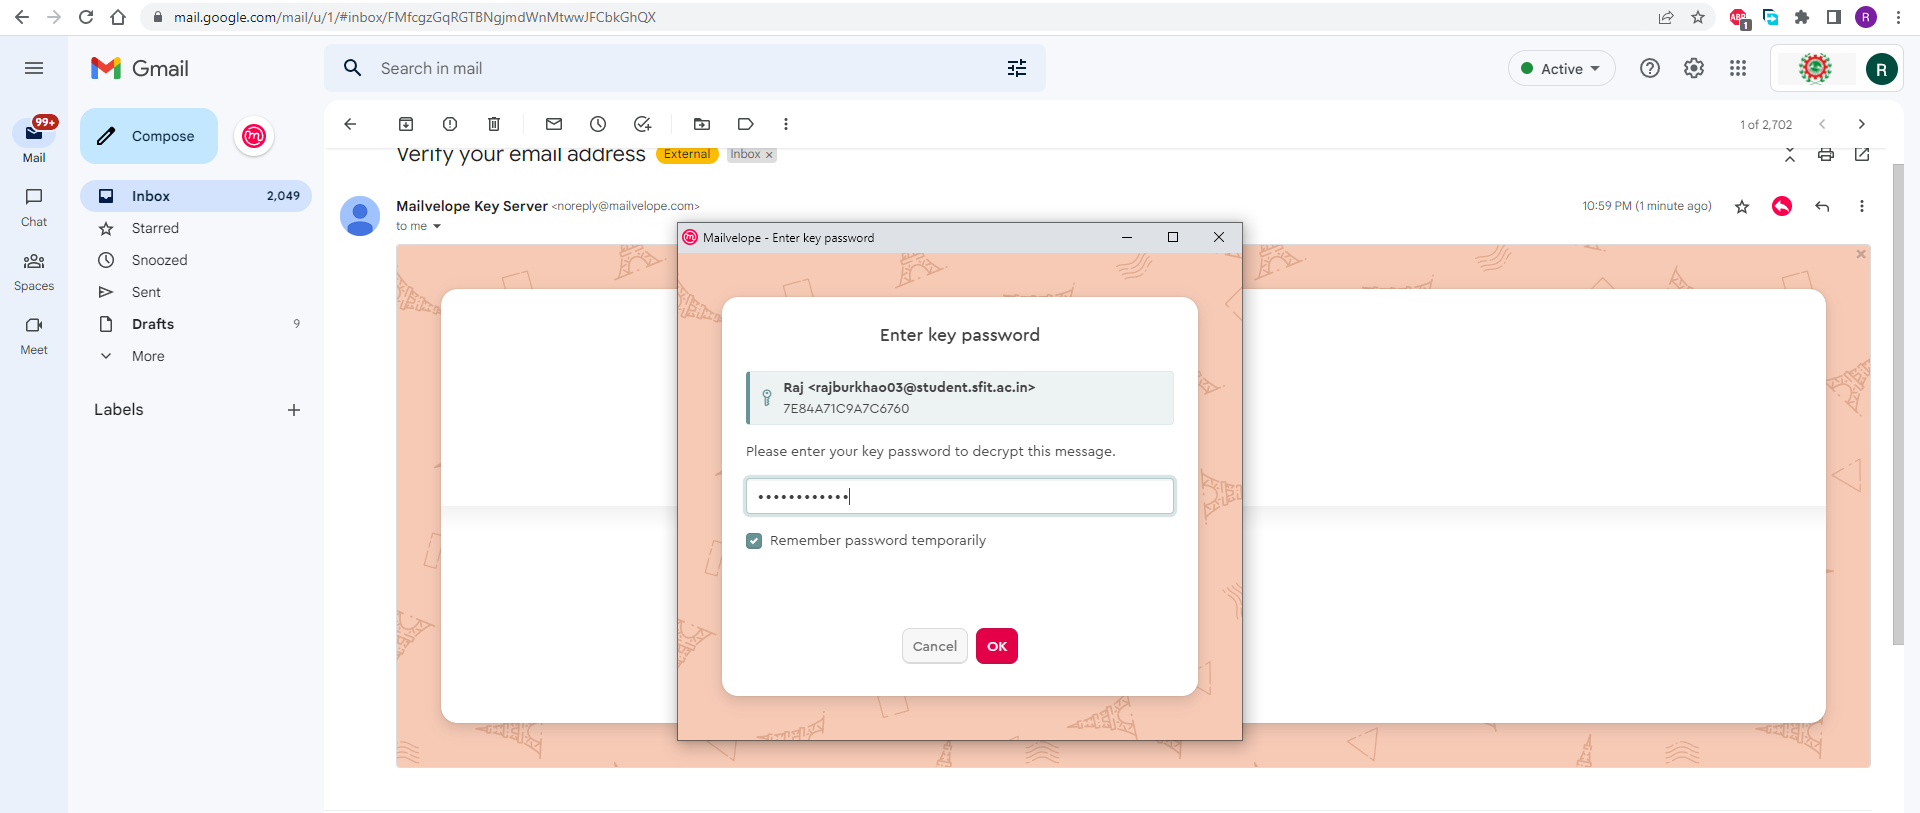 mail.google.com/mail/u/1/#inbox/FMfcgzGqRGTBNgjmdWnMtwwJFCbkGhQX
ABP
1
R
Gmail
Search in mail
Active
R
99+
Mail
Chat
Spaces
Meet
Compose
Inbox 2,049
Starred
Snoozed
Sent
Drafts 9
More
Labels
1 of 2,702
Verify your email address External Inbox ×
Mailvelope Key Server <noreply@mailvelope.com> 10:59 PM (1 minute ago)
to me
Mailvelope - Enter key password
Enter key password
Raj <rajburkhao03@student.sfit.ac.in>
7E84A71C9A7C6760
Please enter your key password to decrypt this message.
••••••••••••
Remember password temporarily
Cancel OK